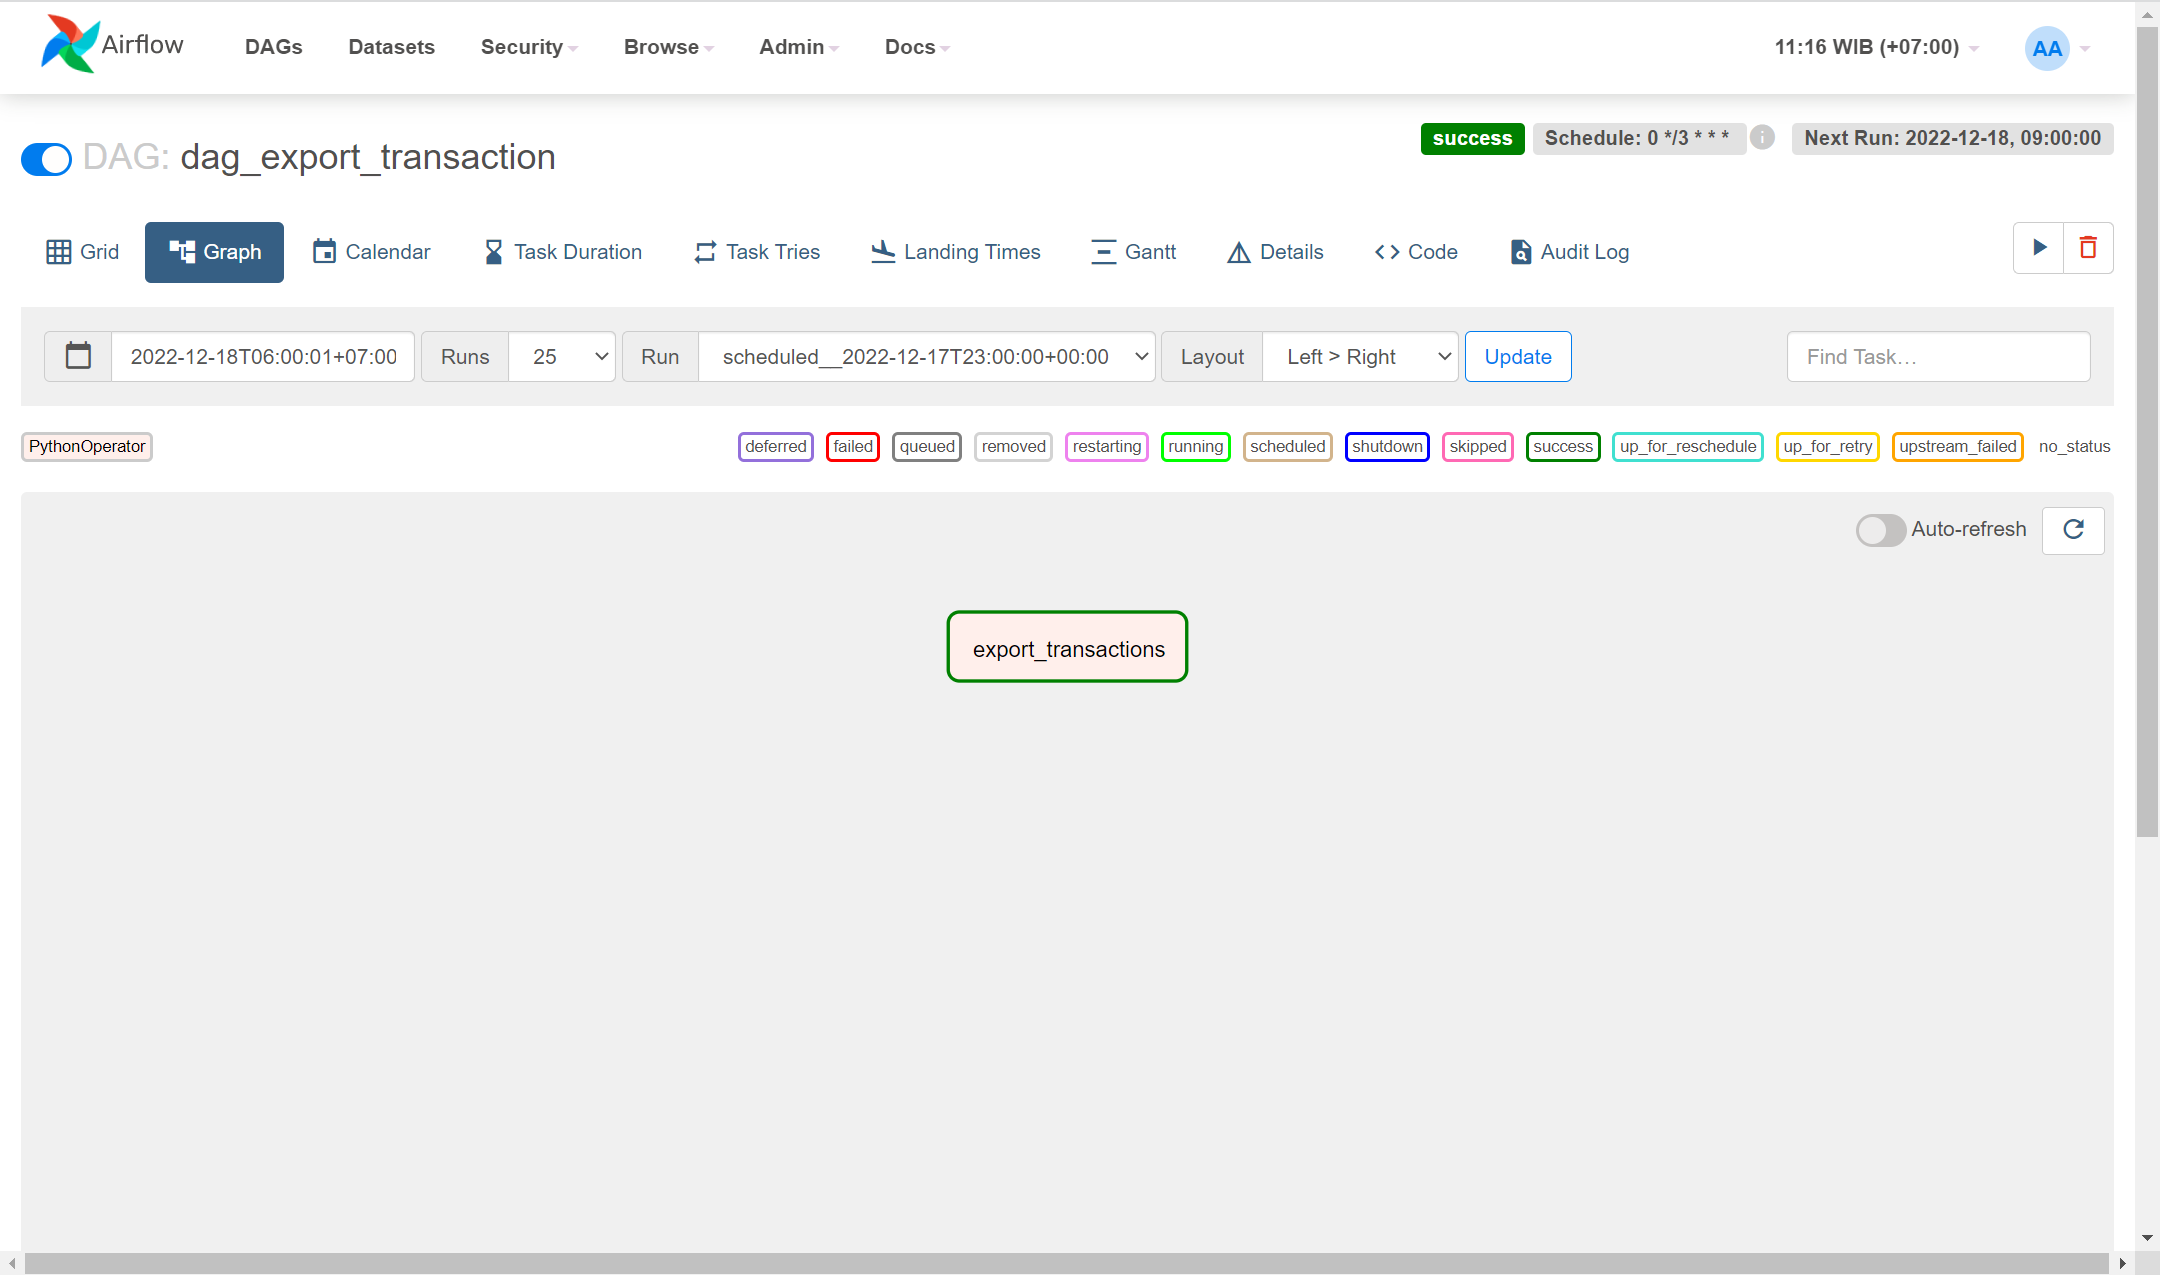 Airflow DAGs Datasets Security Browse Admin Docs 11:16 WIB (+07:00) AA
DAG: dag_export_transaction success Schedule: 0 */3 * * * i Next Run: 2022-12-18, 09:00:00
Grid Graph Calendar Task Duration Task Tries Landing Times Gantt Details Code Audit Log
2022-12-18T06:00:01+07:00 Runs 25 Run scheduled__2022-12-17T23:00:00+00:00 Layout Left > Right Update Find Task…
PythonOperator deferred failed queued removed restarting running scheduled shutdown skipped success up_for_reschedule up_for_retry upstream_failed no_status
Auto-refresh
export_transactions